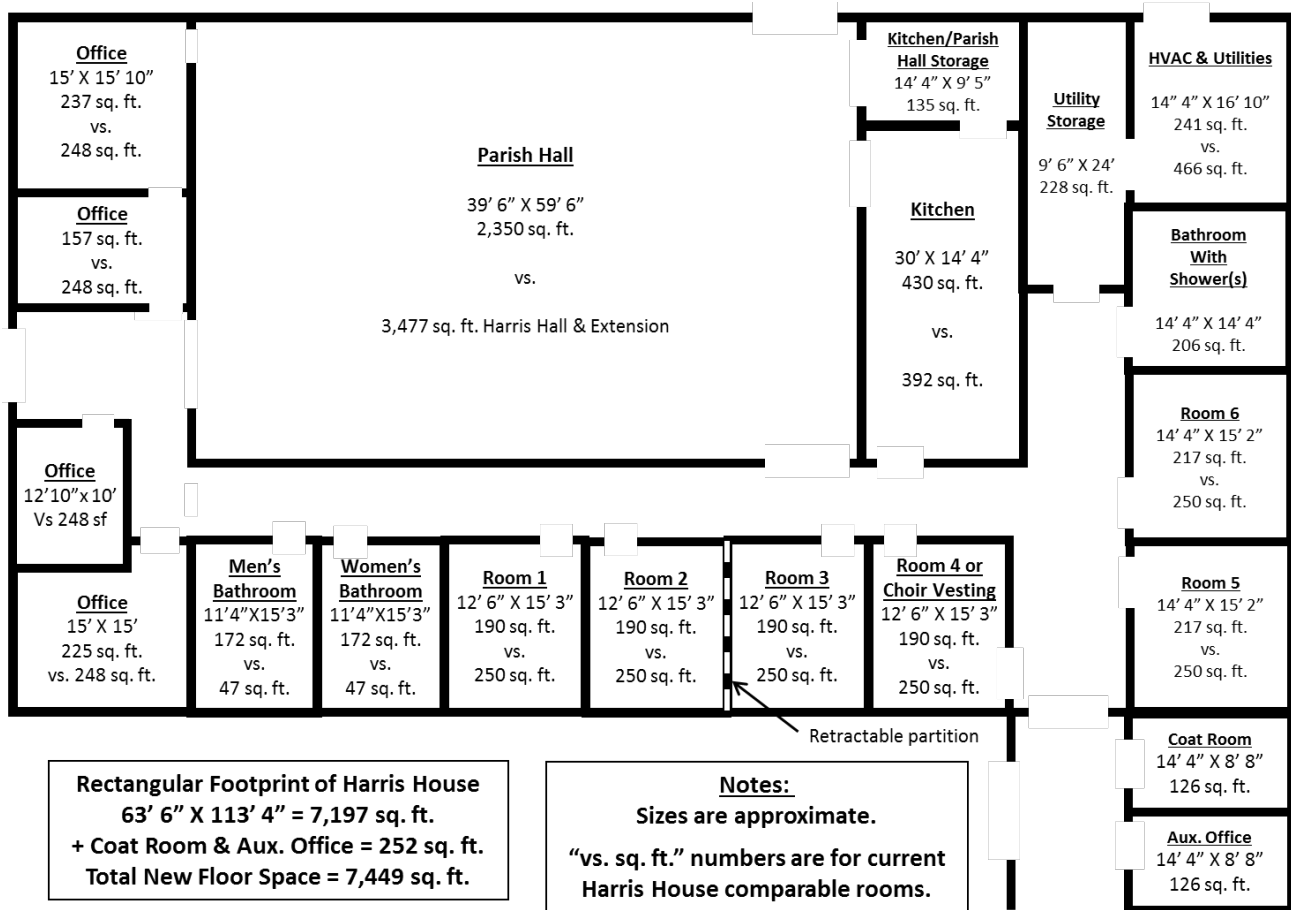 Office
15’ X 15’ 10”
237 sq. ft.
vs.
248 sq. ft.
Office
157 sq. ft.
vs.
248 sq. ft.
Parish Hall
39’ 6” X 59’ 6”
2,350 sq. ft.
vs.
3,477 sq. ft. Harris Hall & Extension
Kitchen/Parish
Hall Storage
14’ 4” X 9’ 5”
135 sq. ft.
Kitchen
30’ X 14’ 4”
430 sq. ft.
vs.
392 sq. ft.
Utility
Storage
9’ 6” X 24’
228 sq. ft.
HVAC & Utilities
14” 4” X 16’ 10”
241 sq. ft.
vs.
466 sq. ft.
Bathroom
With
Shower(s)
14’ 4” X 14’ 4”
206 sq. ft.
Room 6
14’ 4” X 15’ 2”
217 sq. ft.
vs.
250 sq. ft.
Office
12’10”x 10’
Vs 248 sf
Office
15’ X 15’
225 sq. ft.
vs. 248 sq. ft.
Men’s
Bathroom
11’4”X15’3”
172 sq. ft.
vs.
47 sq. ft.
Women’s
Bathroom
11’4”X15’3”
172 sq. ft.
vs.
47 sq. ft.
Room 1
12’ 6” X 15’ 3”
190 sq. ft.
vs.
250 sq. ft.
Room 2
12’ 6” X 15’ 3”
190 sq. ft.
vs.
250 sq. ft.
Room 3
12’ 6” X 15’ 3”
190 sq. ft.
vs.
250 sq. ft.
Room 4 or
Choir Vesting
12’ 6” X 15’ 3”
190 sq. ft.
vs.
250 sq. ft.
Room 5
14’ 4” X 15’ 2”
217 sq. ft.
vs.
250 sq. ft.
Retractable partition
Coat Room
14’ 4” X 8’ 8”
126 sq. ft.
Aux. Office
14’ 4” X 8’ 8”
126 sq. ft.
Rectangular Footprint of Harris House
63’ 6” X 113’ 4” = 7,197 sq. ft.
+ Coat Room & Aux. Office = 252 sq. ft.
Total New Floor Space = 7,449 sq. ft.
Notes:
Sizes are approximate.
“vs. sq. ft.” numbers are for current
Harris House comparable rooms.